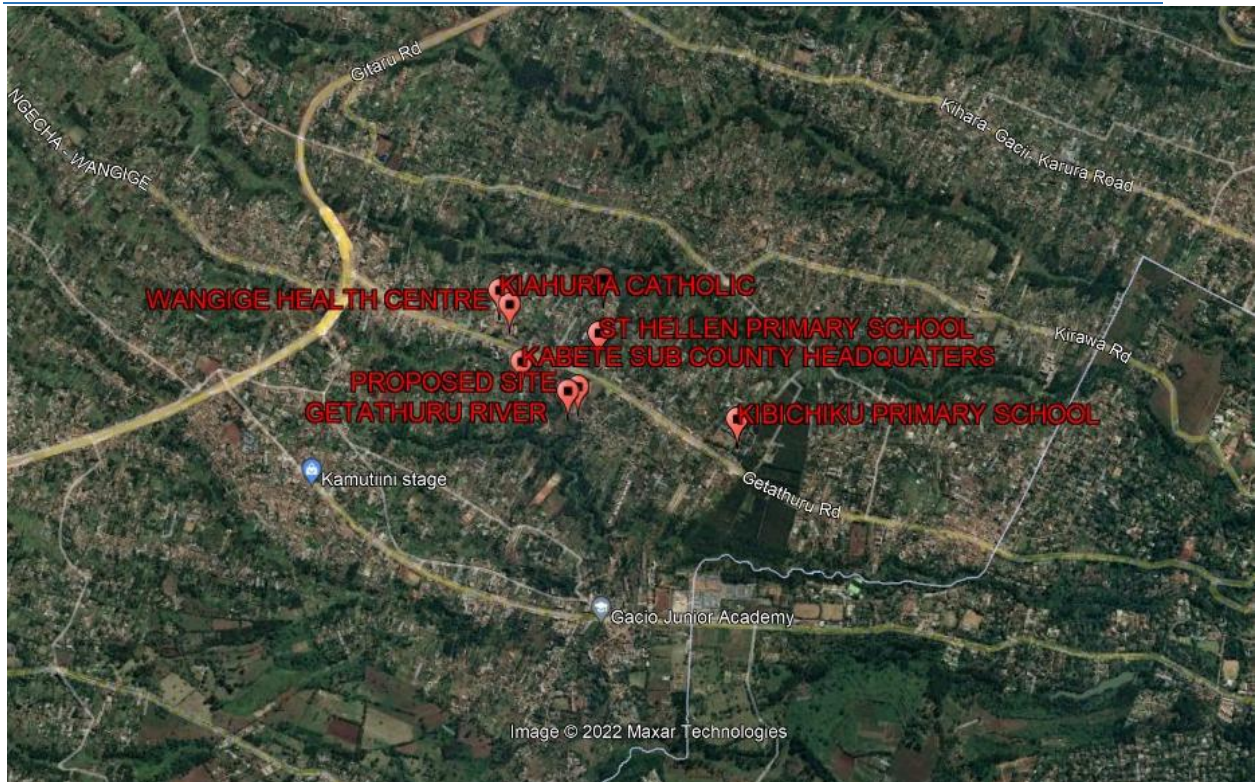 Gitaru Rd
Kihara- Gacii- Karura Road
NGECHA - WANGIGE
KIAHURIA CATHOLIC
WANGIGE HEALTH CENTRE
ST HELLEN PRIMARY SCHOOL
Kirawa Rd
KABETE SUB COUNTY HEADQUATERS
PROPOSED SITE
GETATHURU RIVER
KIBICHIKU PRIMARY SCHOOL
Kamutiini stage
Getathuru Rd
Gacio Junior Academy
Image © 2022 Maxar Technologies